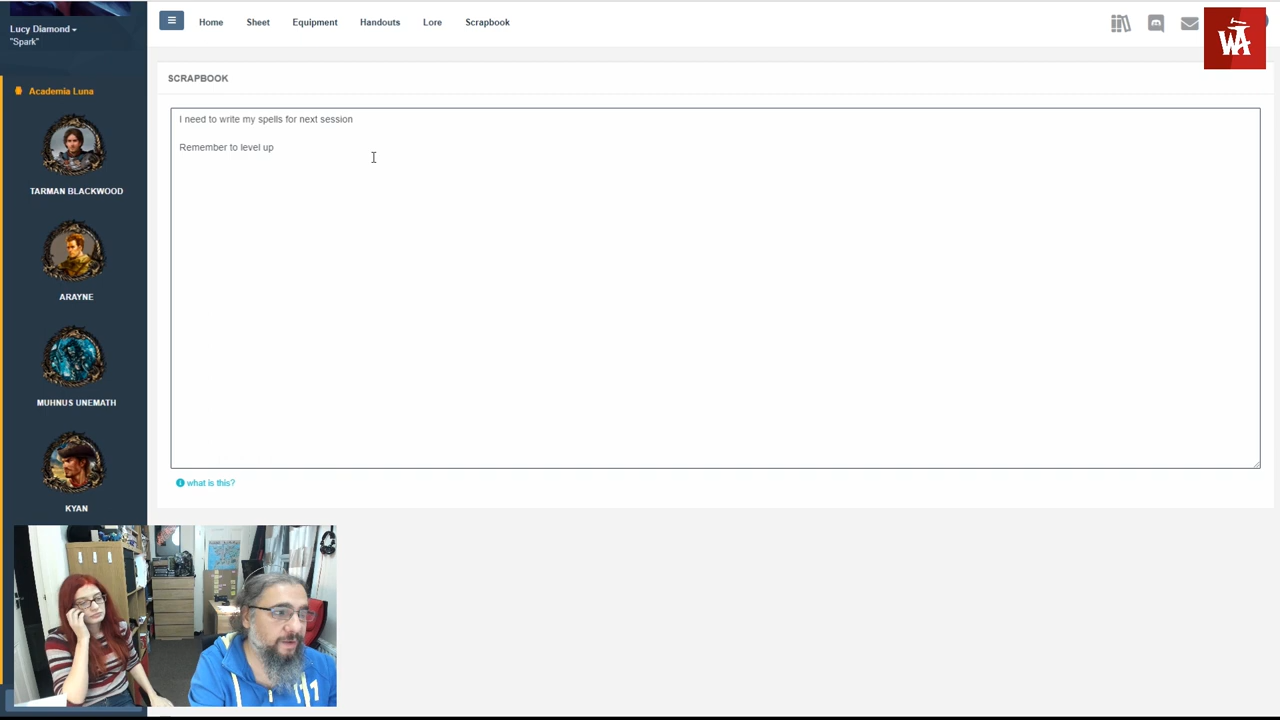 Lucy Diamond
"Spark"
Home
Sheet
Equipment
Handouts
Lore
Scrapbook
WA
Academia Luna
TARMAN BLACKWOOD
ARAYNE
MUHNUS UNEMATH
KYAN
SCRAPBOOK
I need to write my spells for next session
Remember to level up
what is this?